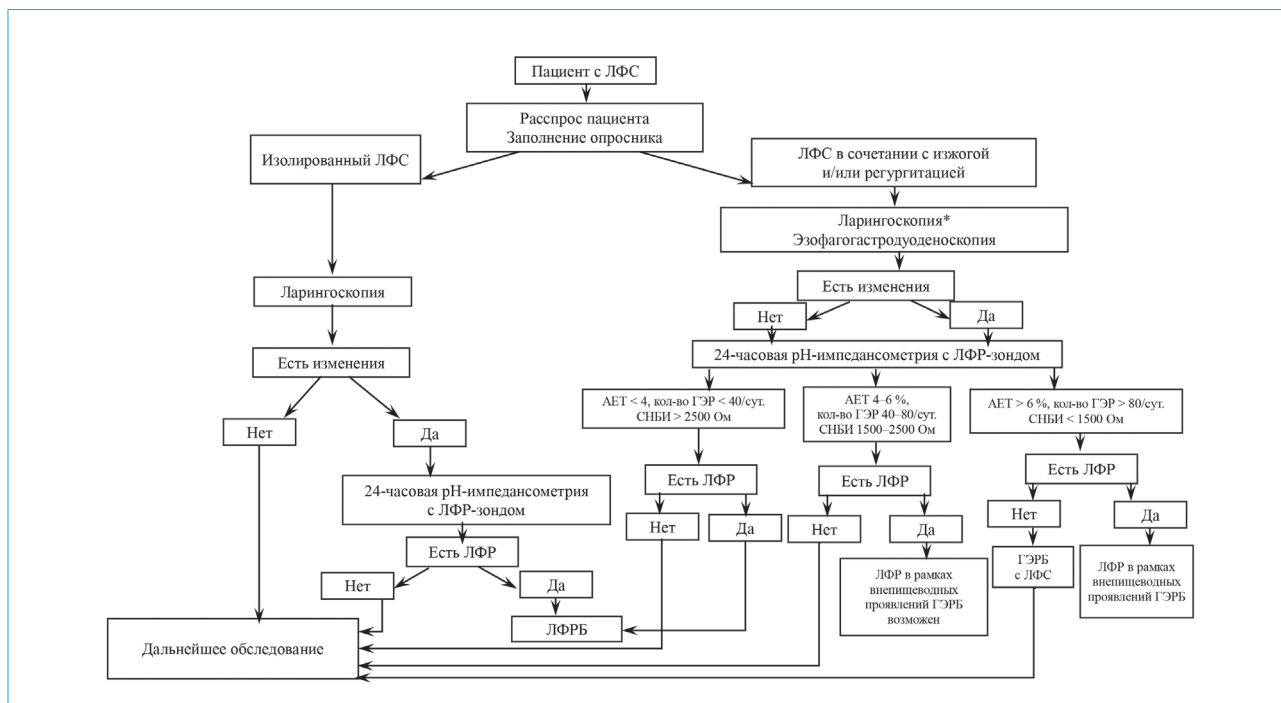 Пациент с ЛФС
Расспрос пациента
Заполнение опросника
Изолированный ЛФС
ЛФС в сочетании с изжогой
и/или регургитацией
Ларингоскопия*
Эзофагогастродуоденоскопия
Ларингоскопия
Есть изменения
Нет
Да
Есть изменения
24-часовая pH-импедансометрия с ЛФР-зондом
АЕТ < 4, кол-во ГЭР < 40/сут.
СНБИ > 2500 Ом
АЕТ 4–6 %,
кол-во ГЭР 40–80/сут.
СНБИ 1500–2500 Ом
АЕТ > 6 %, кол-во ГЭР > 80/сут.
СНБИ < 1500 Ом
Нет
Да
Есть ЛФР
Есть ЛФР
Есть ЛФР
24-часовая pH-импедансометрия
с ЛФР-зондом
Нет
Да
Нет
Да
Нет
Да
Есть ЛФР
Нет
Да
ЛФР в рамках
внепищеводных
проявлений ГЭРБ
возможен
ГЭРБ
с ЛФС
ЛФР в рамках
внепищеводных
проявлений ГЭРБ
ЛФРБ
Дальнейшее обследование